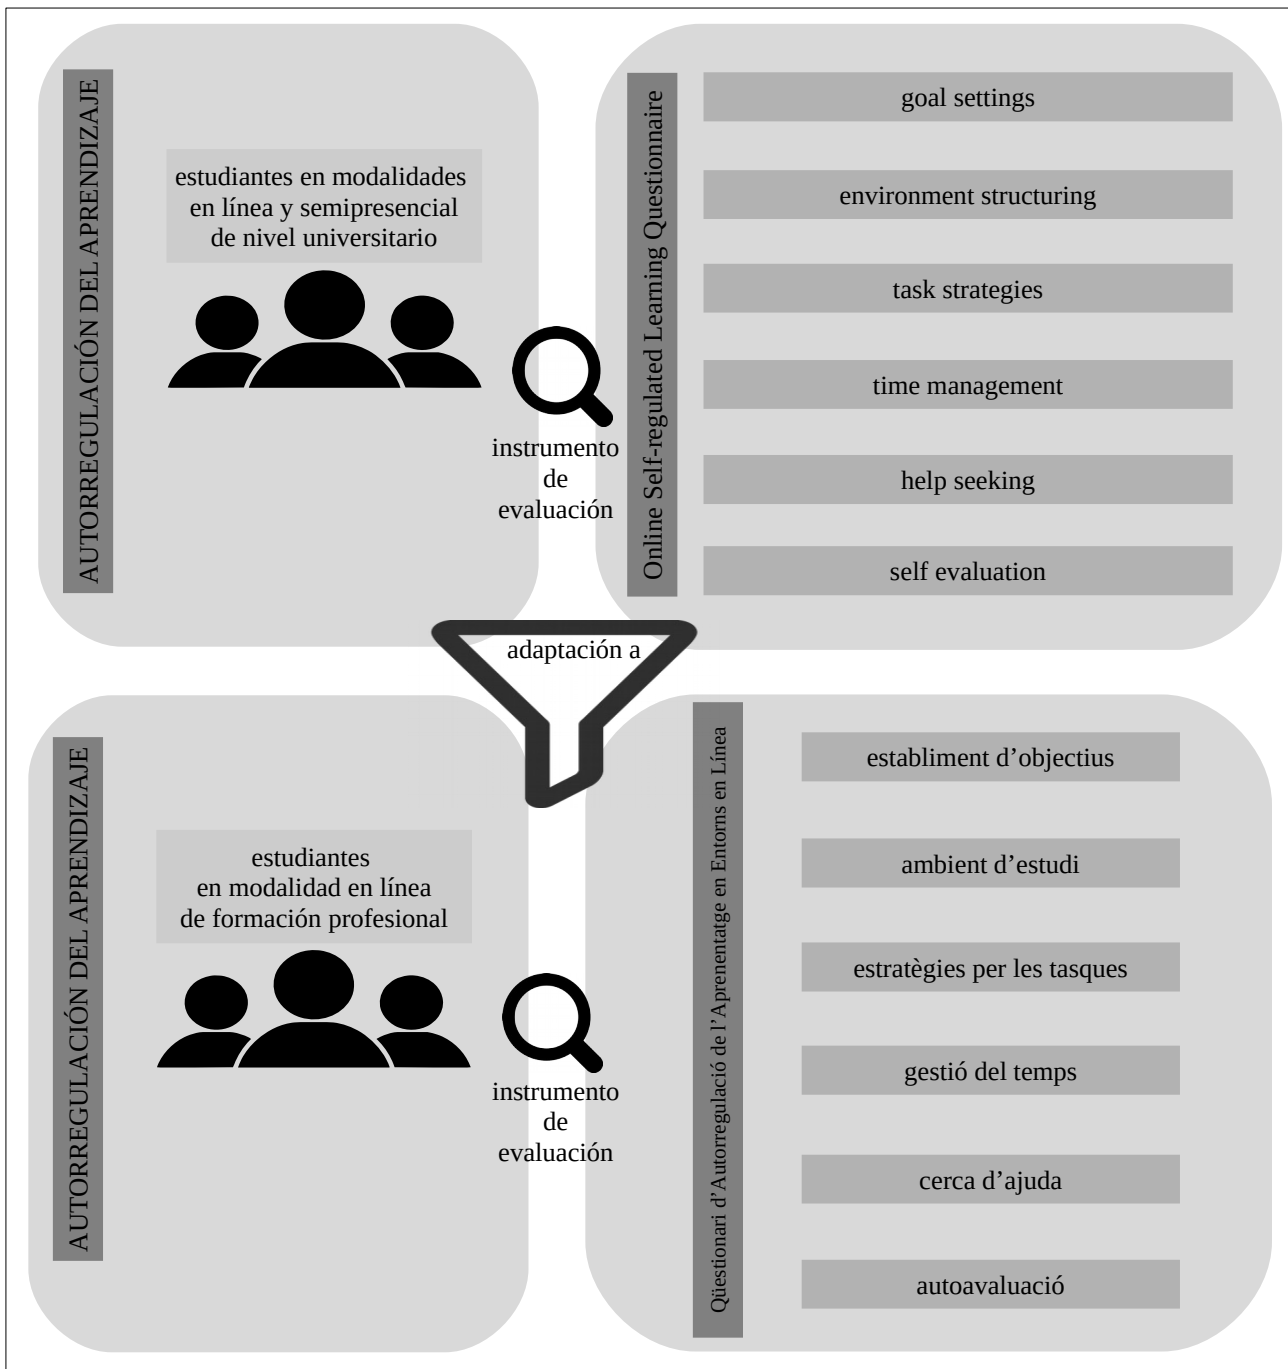 AUTORREGULACIÓN DEL APRENDIZAJE
estudiantes en modalidades
en línea y semipresencial
de nivel universitario
instrumento
de
evaluación
Online Self-regulated Learning Questionnaire
goal settings
environment structuring
task strategies
time management
help seeking
self evaluation
adaptación a
AUTORREGULACIÓN DEL APRENDIZAJE
estudiantes
en modalidad en línea
de formación profesional
instrumento
de
evaluación
Qüestionari d’Autorregulació de l’Aprenentatge en Entorns en Línea
establiment d’objectius
ambient d’estudi
estratègies per les tasques
gestió del temps
cerca d’ajuda
autoavaluació